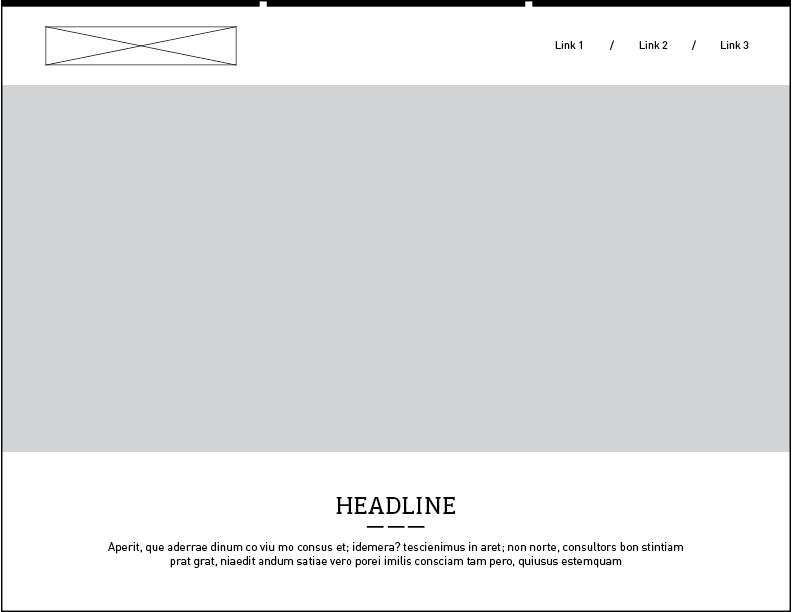 Link 1 / Link 2 / Link 3
HEADLINE
Aperit, que aderrae dinum co viu mo consus et; idemera? tescienimus in aret; non norte, consultors bon stintiam
prat grat, niaedit andum satiae vero porei imilis consciam tam pero, quiusus estemquam